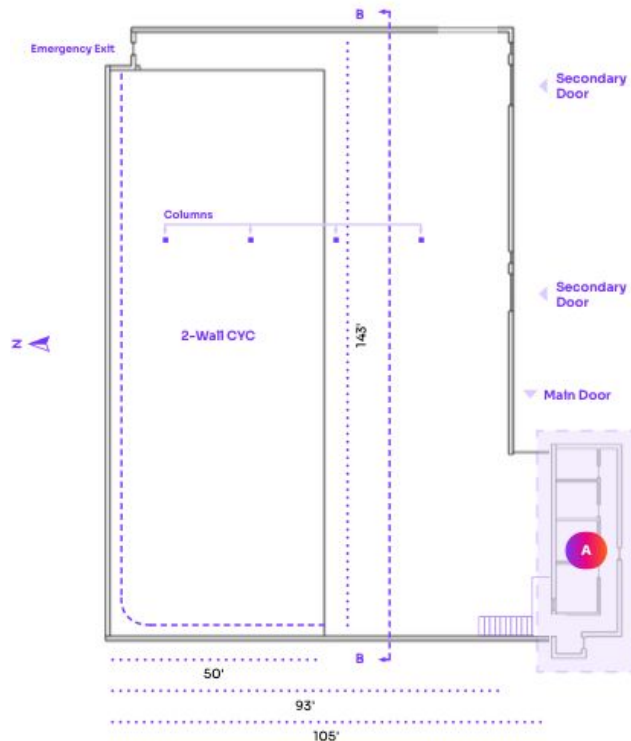 B
Emergency Exit
Secondary
Door
Columns
Secondary
Door
2-Wall CYC
143'
N
Main Door
A
B
50'
93'
105'